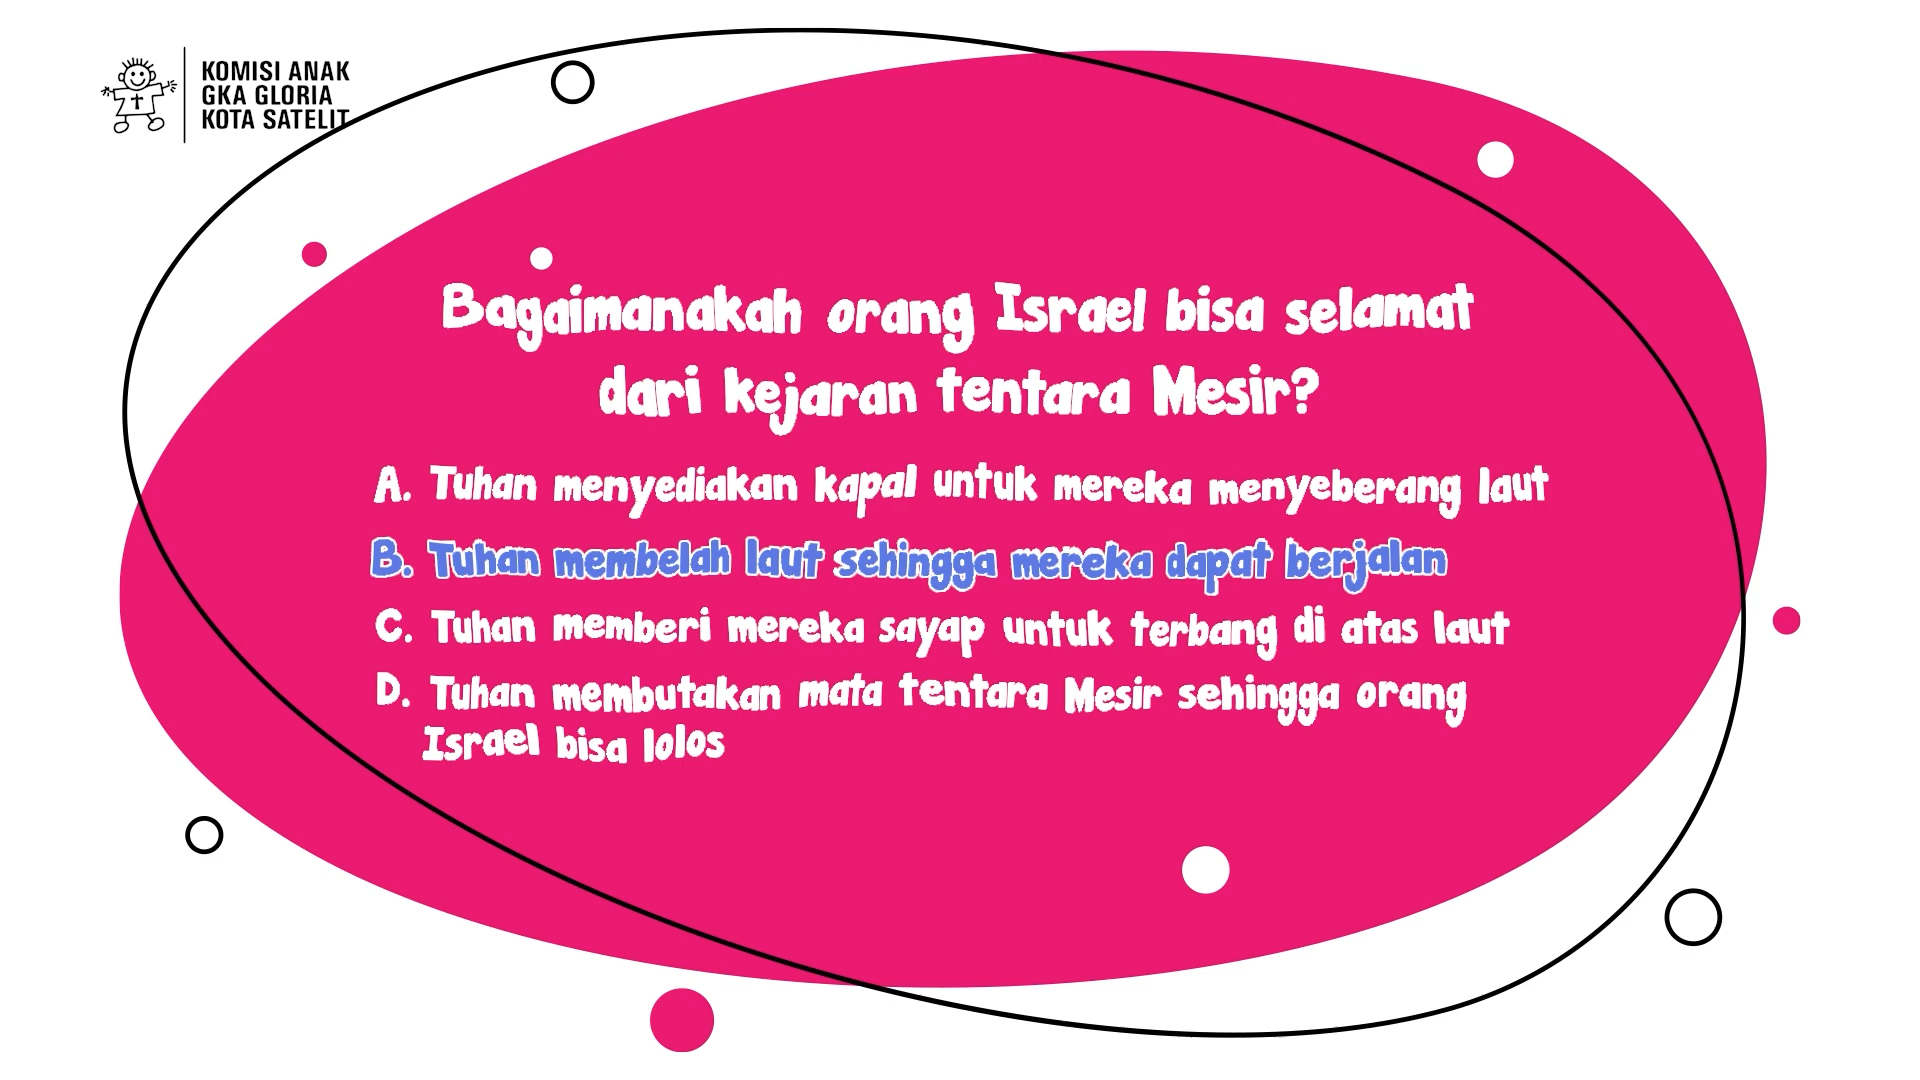 KOMISI ANAK
GKA GLORIA
KOTA SATELIT
Bagaimanakah orang Israel bisa selamat
dari kejaran tentara Mesir?
A. Tuhan menyediakan kapal untuk mereka menyeberang laut
B. Tuhan membelah laut sehingga mereka dapat berjalan
C. Tuhan memberi mereka sayap untuk terbang di atas laut
D. Tuhan membutakan mata tentara Mesir sehingga orang
Israel bisa lolos